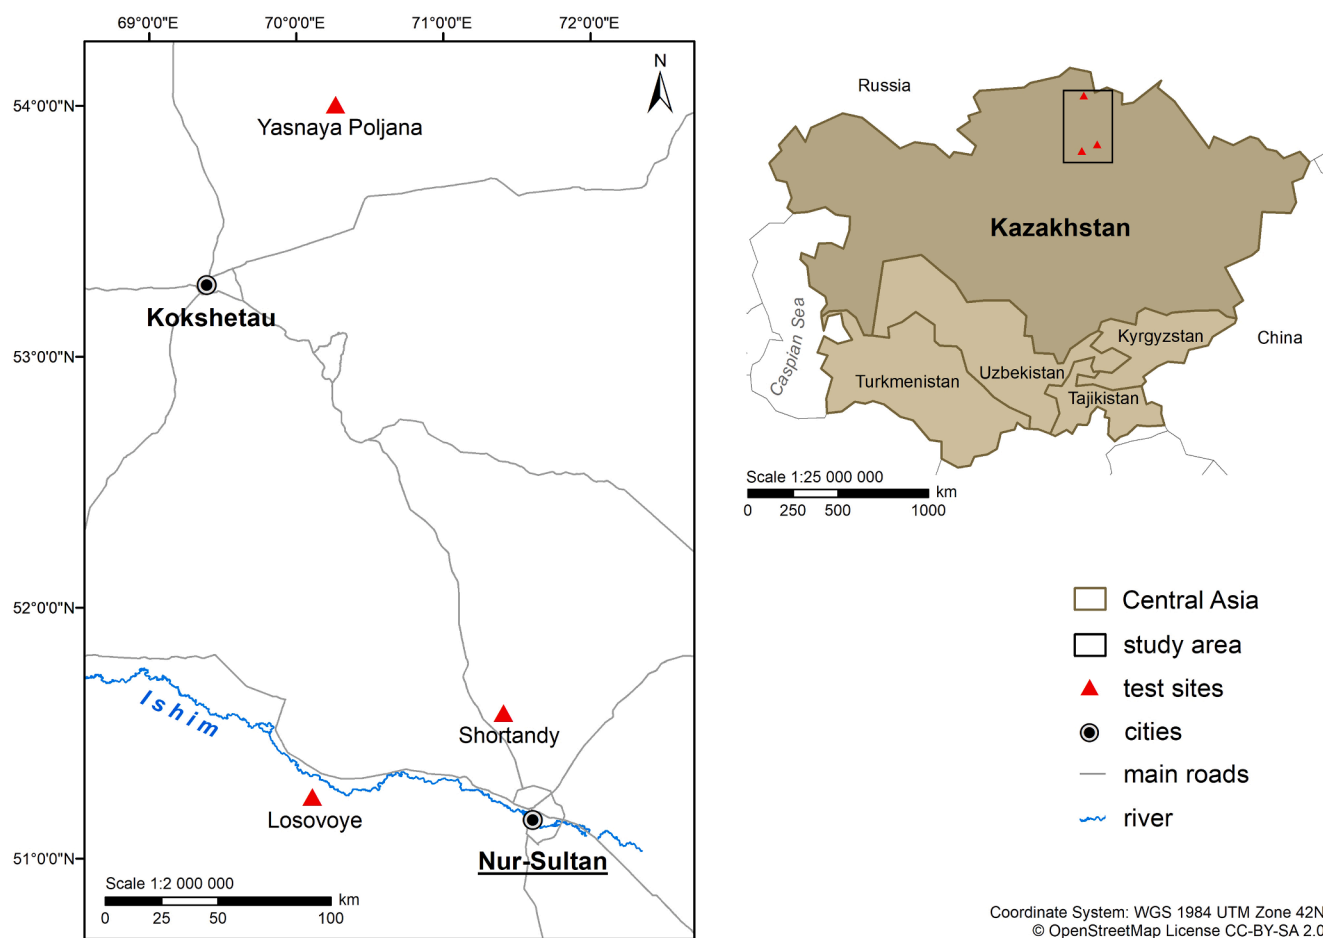 69°0'0"E
70°0'0"E
71°0'0"E
72°0'0"E
54°0'0"N
53°0'0"N
52°0'0"N
51°0'0"N
N
Yasnaya Poljana
Kokshetau
Ishim
Shortandy
Losovoye
Nur-Sultan
Scale 1:2 000 000
km
0 25 50 100
Russia
Kazakhstan
Caspian Sea
Kyrgyzstan
China
Uzbekistan
Turkmenistan
Tajikistan
Scale 1:25 000 000
km
0 250 500 1000
Central Asia
study area
test sites
cities
main roads
river
Coordinate System: WGS 1984 UTM Zone 42N
© OpenStreetMap License CC-BY-SA 2.0